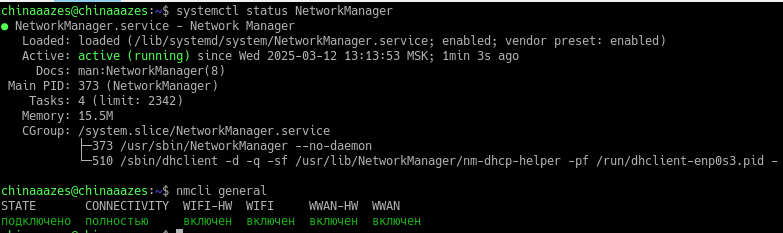 chinaaazes@chinaaazes:~$ systemctl status NetworkManager
● NetworkManager.service - Network Manager
Loaded: loaded (/lib/systemd/system/NetworkManager.service; enabled; vendor preset: enabled)
Active: active (running) since Wed 2025-03-12 13:13:53 MSK; 1min 3s ago
Docs: man:NetworkManager(8)
Main PID: 373 (NetworkManager)
Tasks: 4 (limit: 2342)
Memory: 15.5M
CGroup: /system.slice/NetworkManager.service
├─373 /usr/sbin/NetworkManager --no-daemon
└─510 /sbin/dhclient -d -q -sf /usr/lib/NetworkManager/nm-dhcp-helper -pf /run/dhclient-enp0s3.pid -
chinaaazes@chinaaazes:~$ nmcli general
STATE CONNECTIVITY WIFI-HW WIFI WWAN-HW WWAN
подключено полностью включен включен включен включен